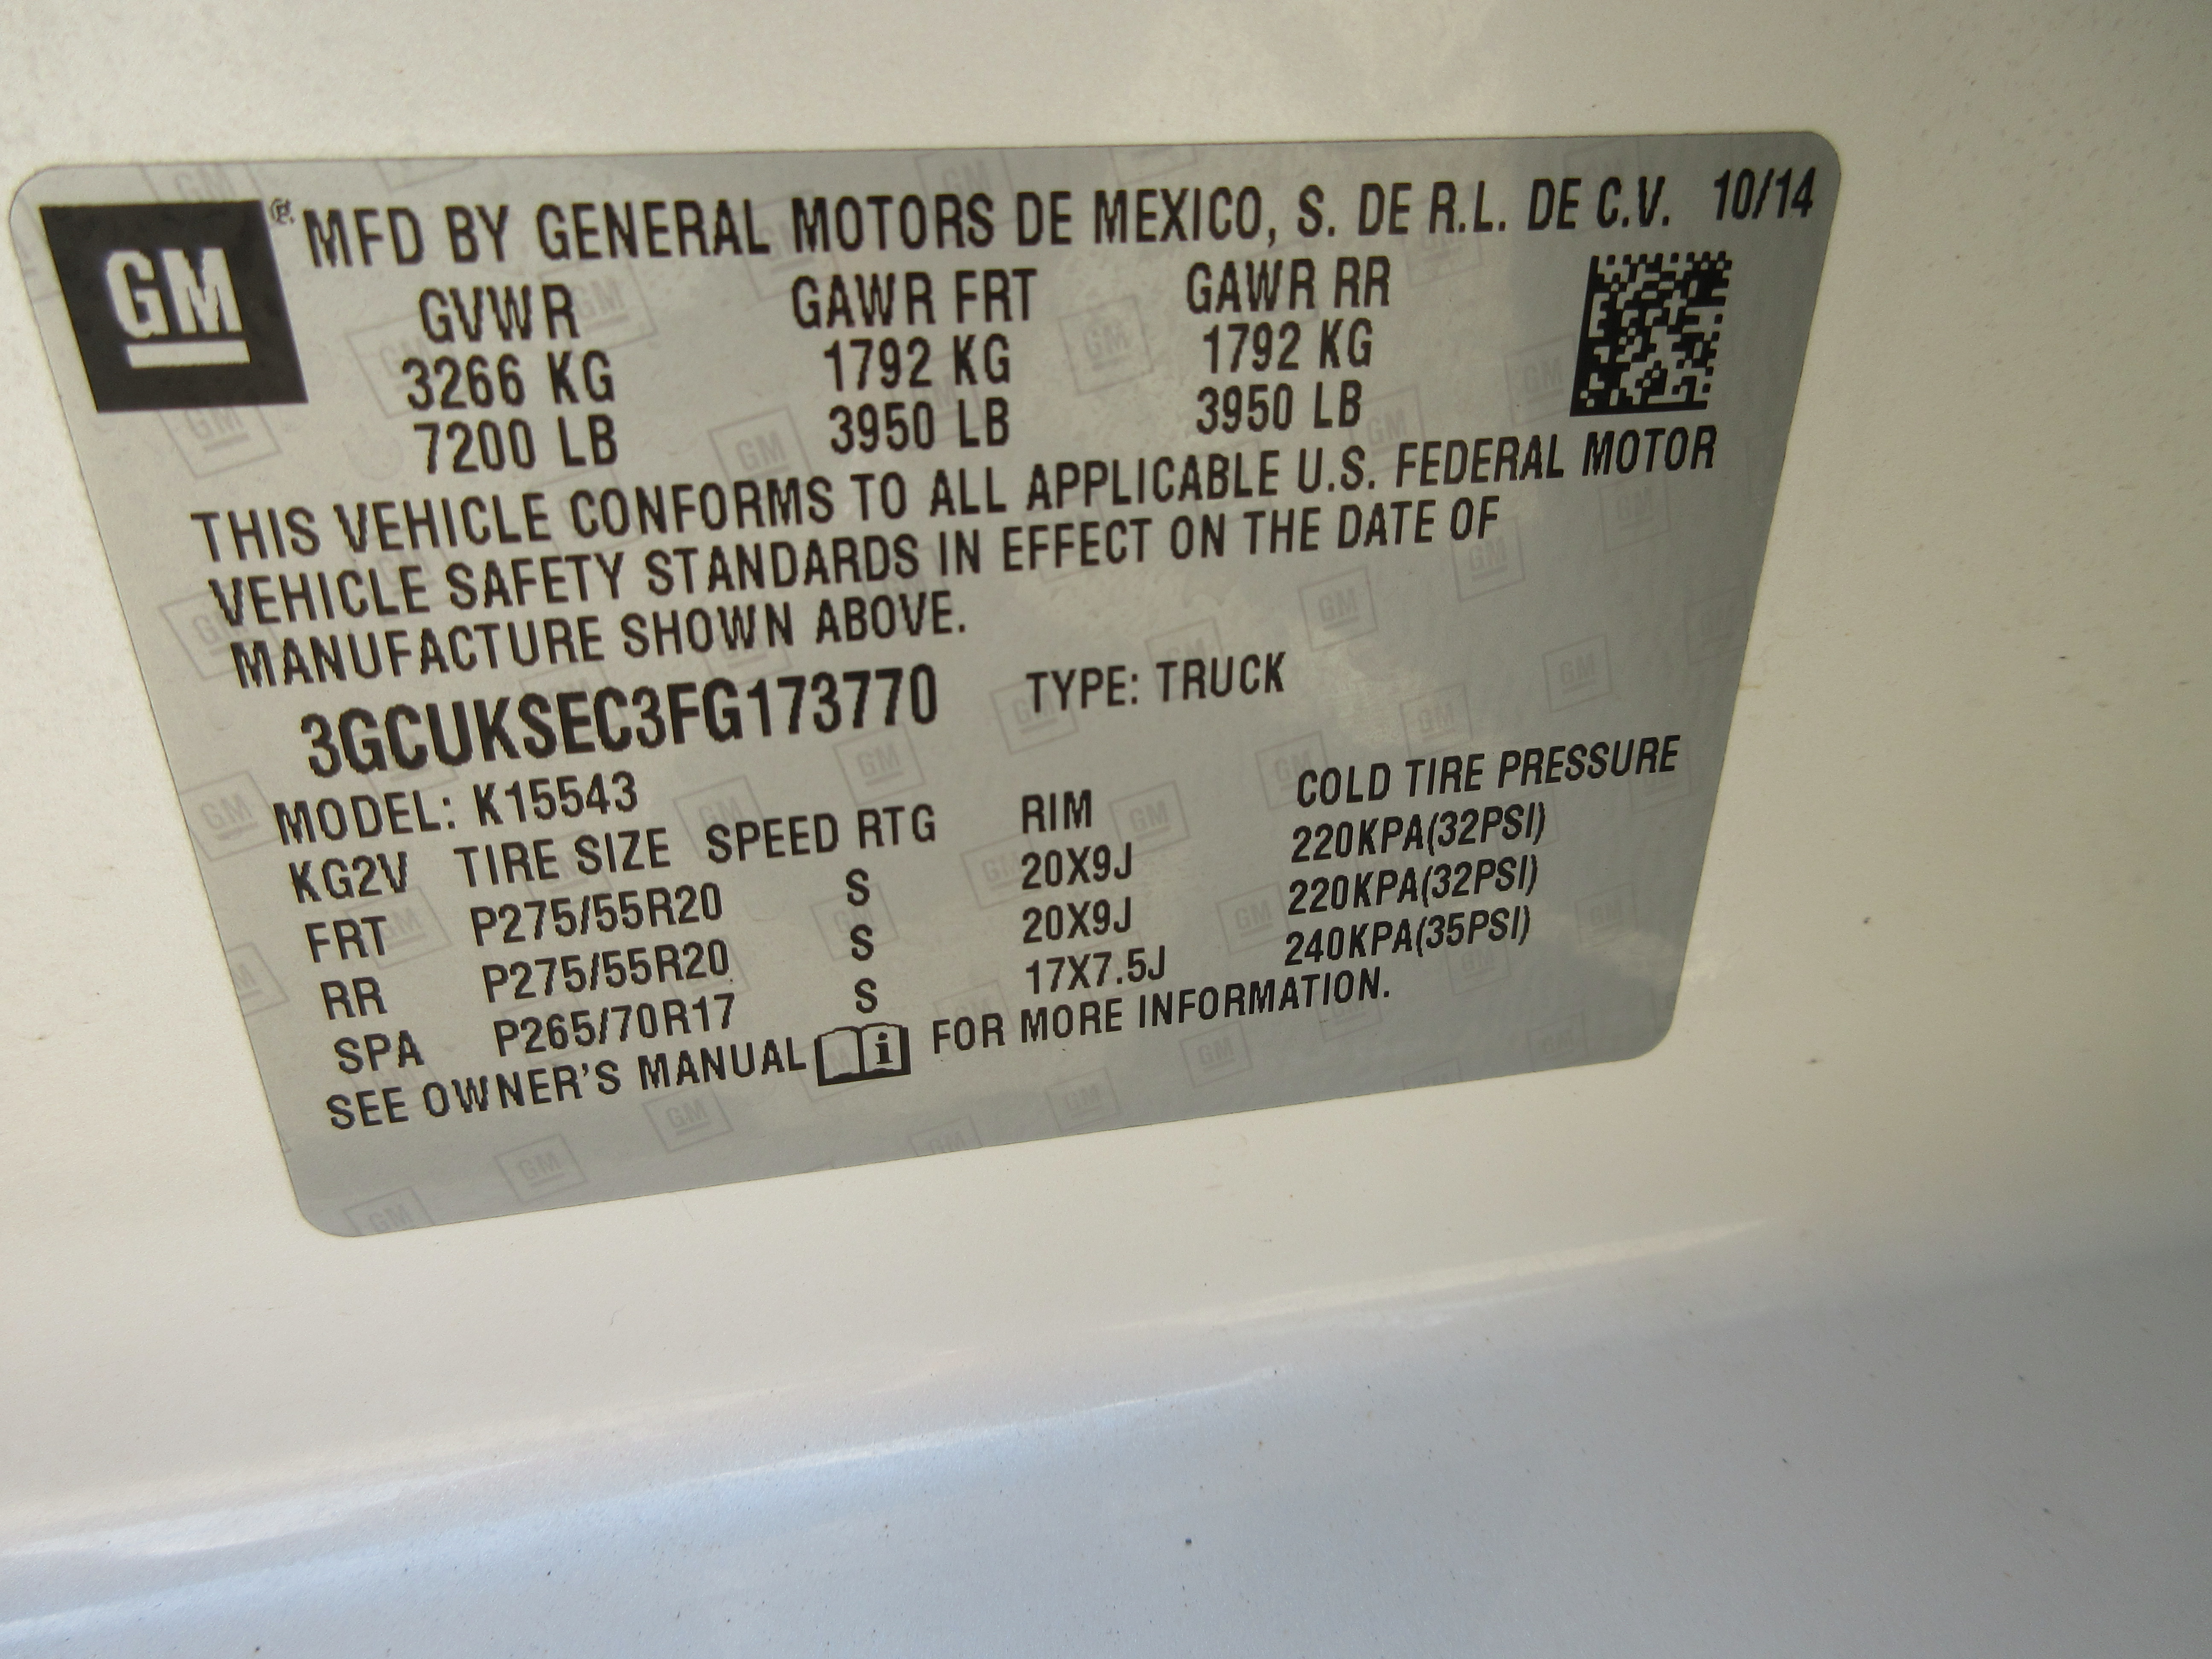 GM
MFD BY GENERAL MOTORS DE MEXICO, S. DE R.L. DE C.V. 10/14
GVWR GAWR FRT GAWR RR
3266 KG 1792 KG 1792 KG
7200 LB 3950 LB 3950 LB
THIS VEHICLE CONFORMS TO ALL APPLICABLE U.S. FEDERAL MOTOR
VEHICLE SAFETY STANDARDS IN EFFECT ON THE DATE OF
MANUFACTURE SHOWN ABOVE.
3GCUKSEC3FG173770 TYPE: TRUCK
MODEL: K15543
KG2V TIRE SIZE SPEED RTG RIM COLD TIRE PRESSURE
FRT P275/55R20 S 20X9J 220KPA(32PSI)
RR P275/55R20 S 20X9J 220KPA(32PSI)
SPA P265/70R17 S 17X7.5J 240KPA(35PSI)
SEE OWNER'S MANUAL i FOR MORE INFORMATION.